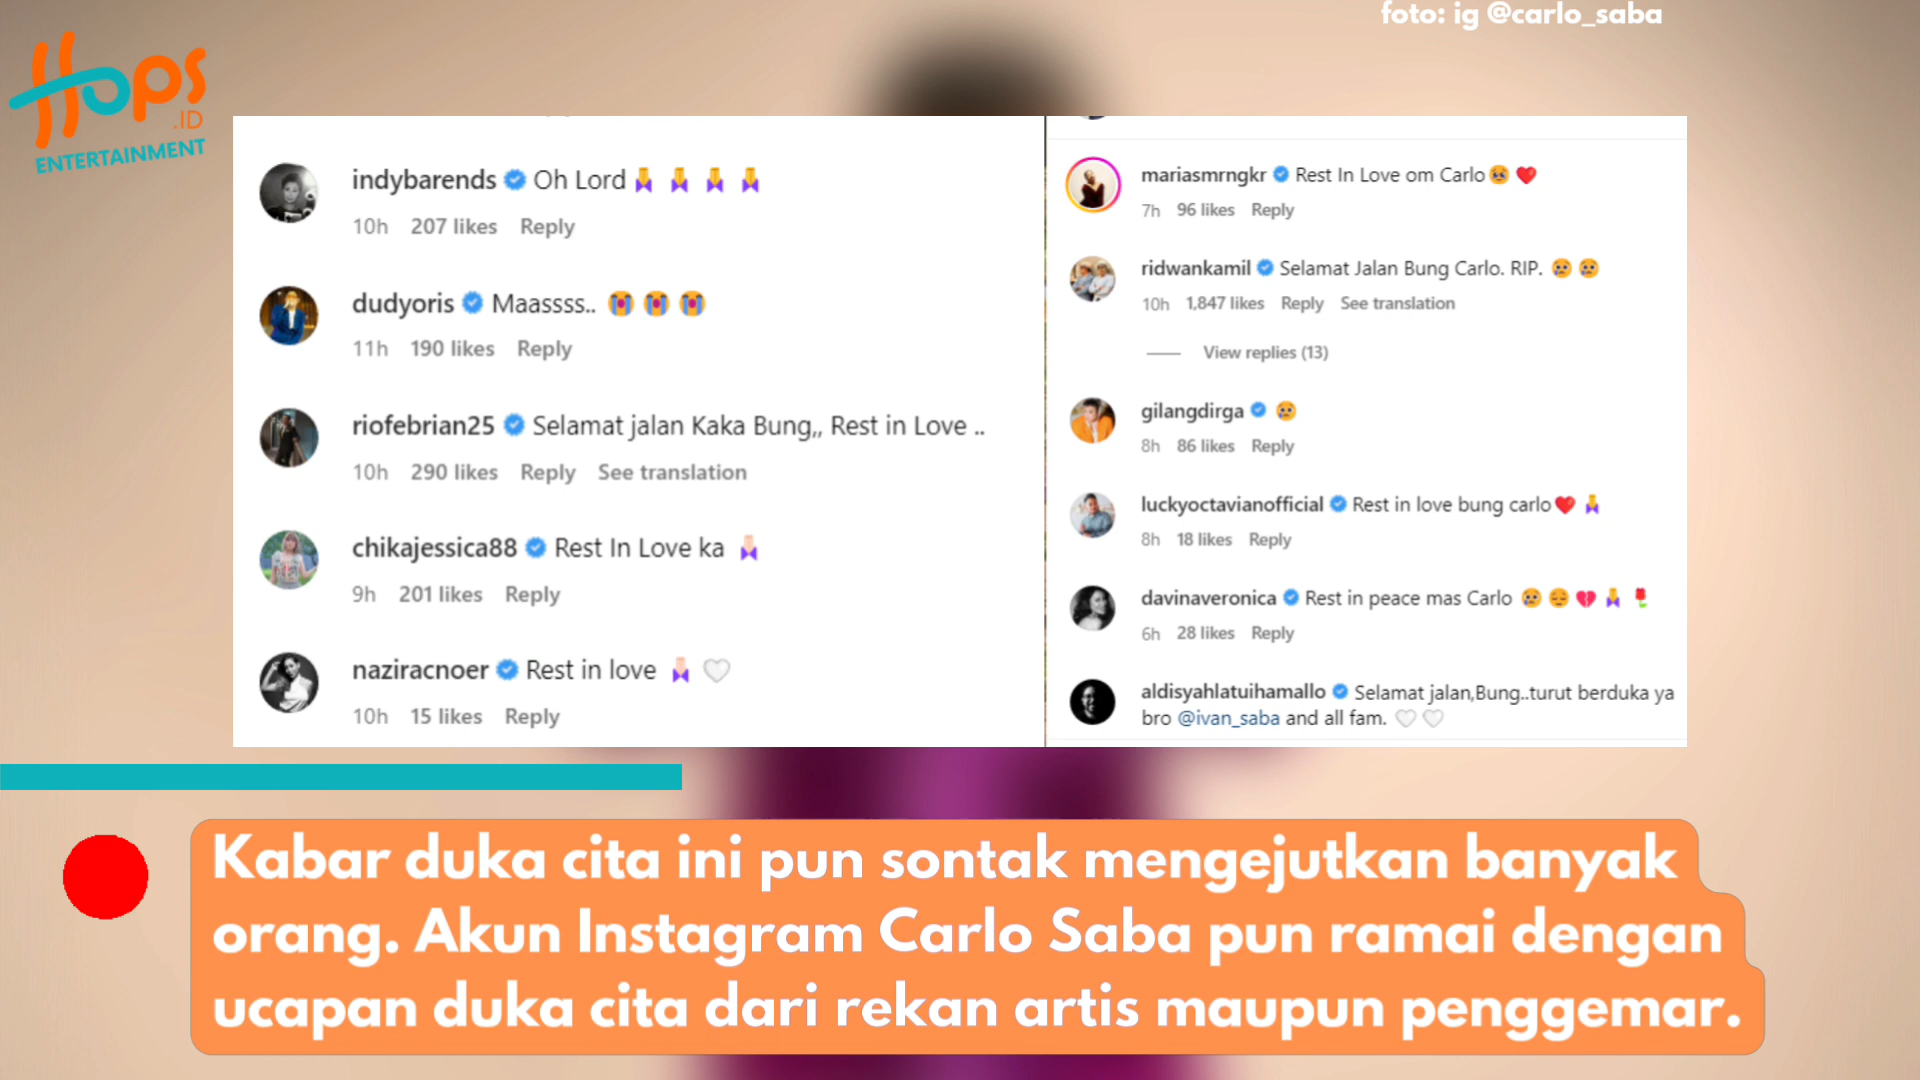 foto: ig @carlo_saba
Hops
.ID
ENTERTAINMENT
indybarends Oh Lord
10h 207 likes Reply
dudyoris Maassss..
11h 190 likes Reply
riofebrian25 Selamat jalan Kaka Bung,, Rest in Love ..
10h 290 likes Reply See translation
chikajessica88 Rest In Love ka
9h 201 likes Reply
naziracnoer Rest in love
10h 15 likes Reply
mariasmrngkr Rest In Love om Carlo
7h 96 likes Reply
ridwankamil Selamat Jalan Bung Carlo. RIP.
10h 1,847 likes Reply See translation
View replies (13)
gilangdirga
8h 86 likes Reply
luckyoctavianofficial Rest in love bung carlo
8h 18 likes Reply
davinaveronica Rest in peace mas Carlo
6h 28 likes Reply
aldisyahlatuihamallo Selamat jalan,Bung..turut berduka ya
bro @ivan_saba and all fam.
Kabar duka cita ini pun sontak mengejutkan banyak
orang. Akun Instagram Carlo Saba pun ramai dengan
ucapan duka cita dari rekan artis maupun penggemar.